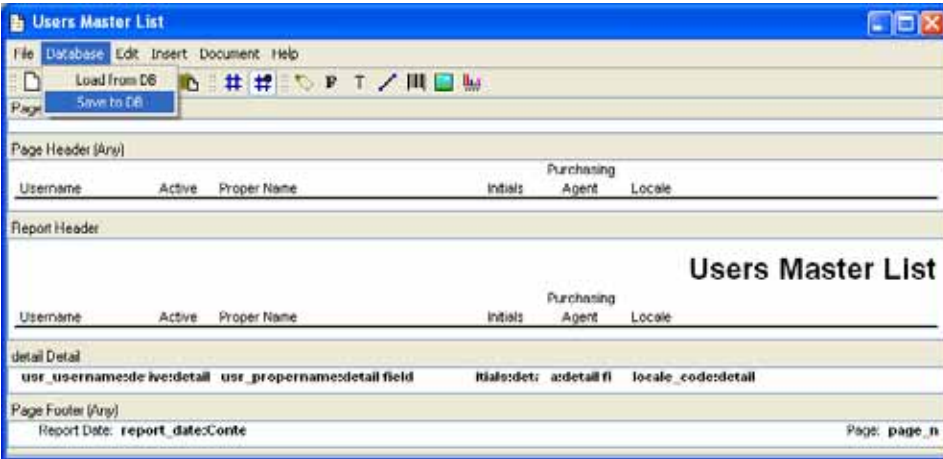 Users Master List
File Database Edit Insert Document Help
Load from DB
Save to DB
Page
Page Header (Any)
Purchasing
Username Active Proper Name Initials Agent Locale
Report Header
Users Master List
Purchasing
Username Active Proper Name Initials Agent Locale
detail Detail
usr_username:de ive:detail usr_propername:detail field itials:deta a:detail fi locale_code:detail
Page Footer (Any)
Report Date: report_date:Conte Page: page_n